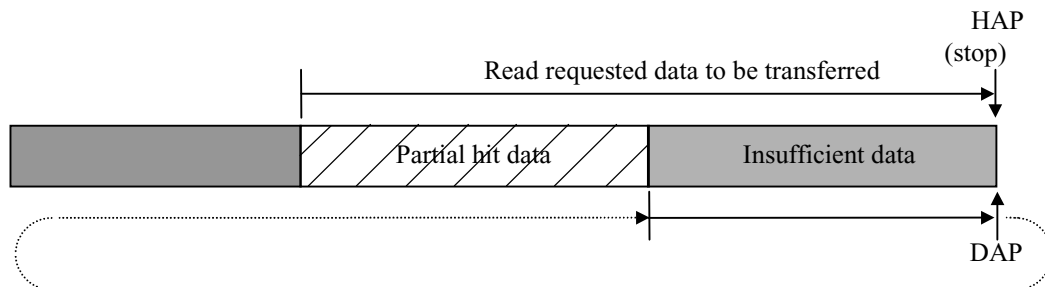 HAP
(stop)
Read requested data to be transferred
Partial hit data
Insufficient data
DAP